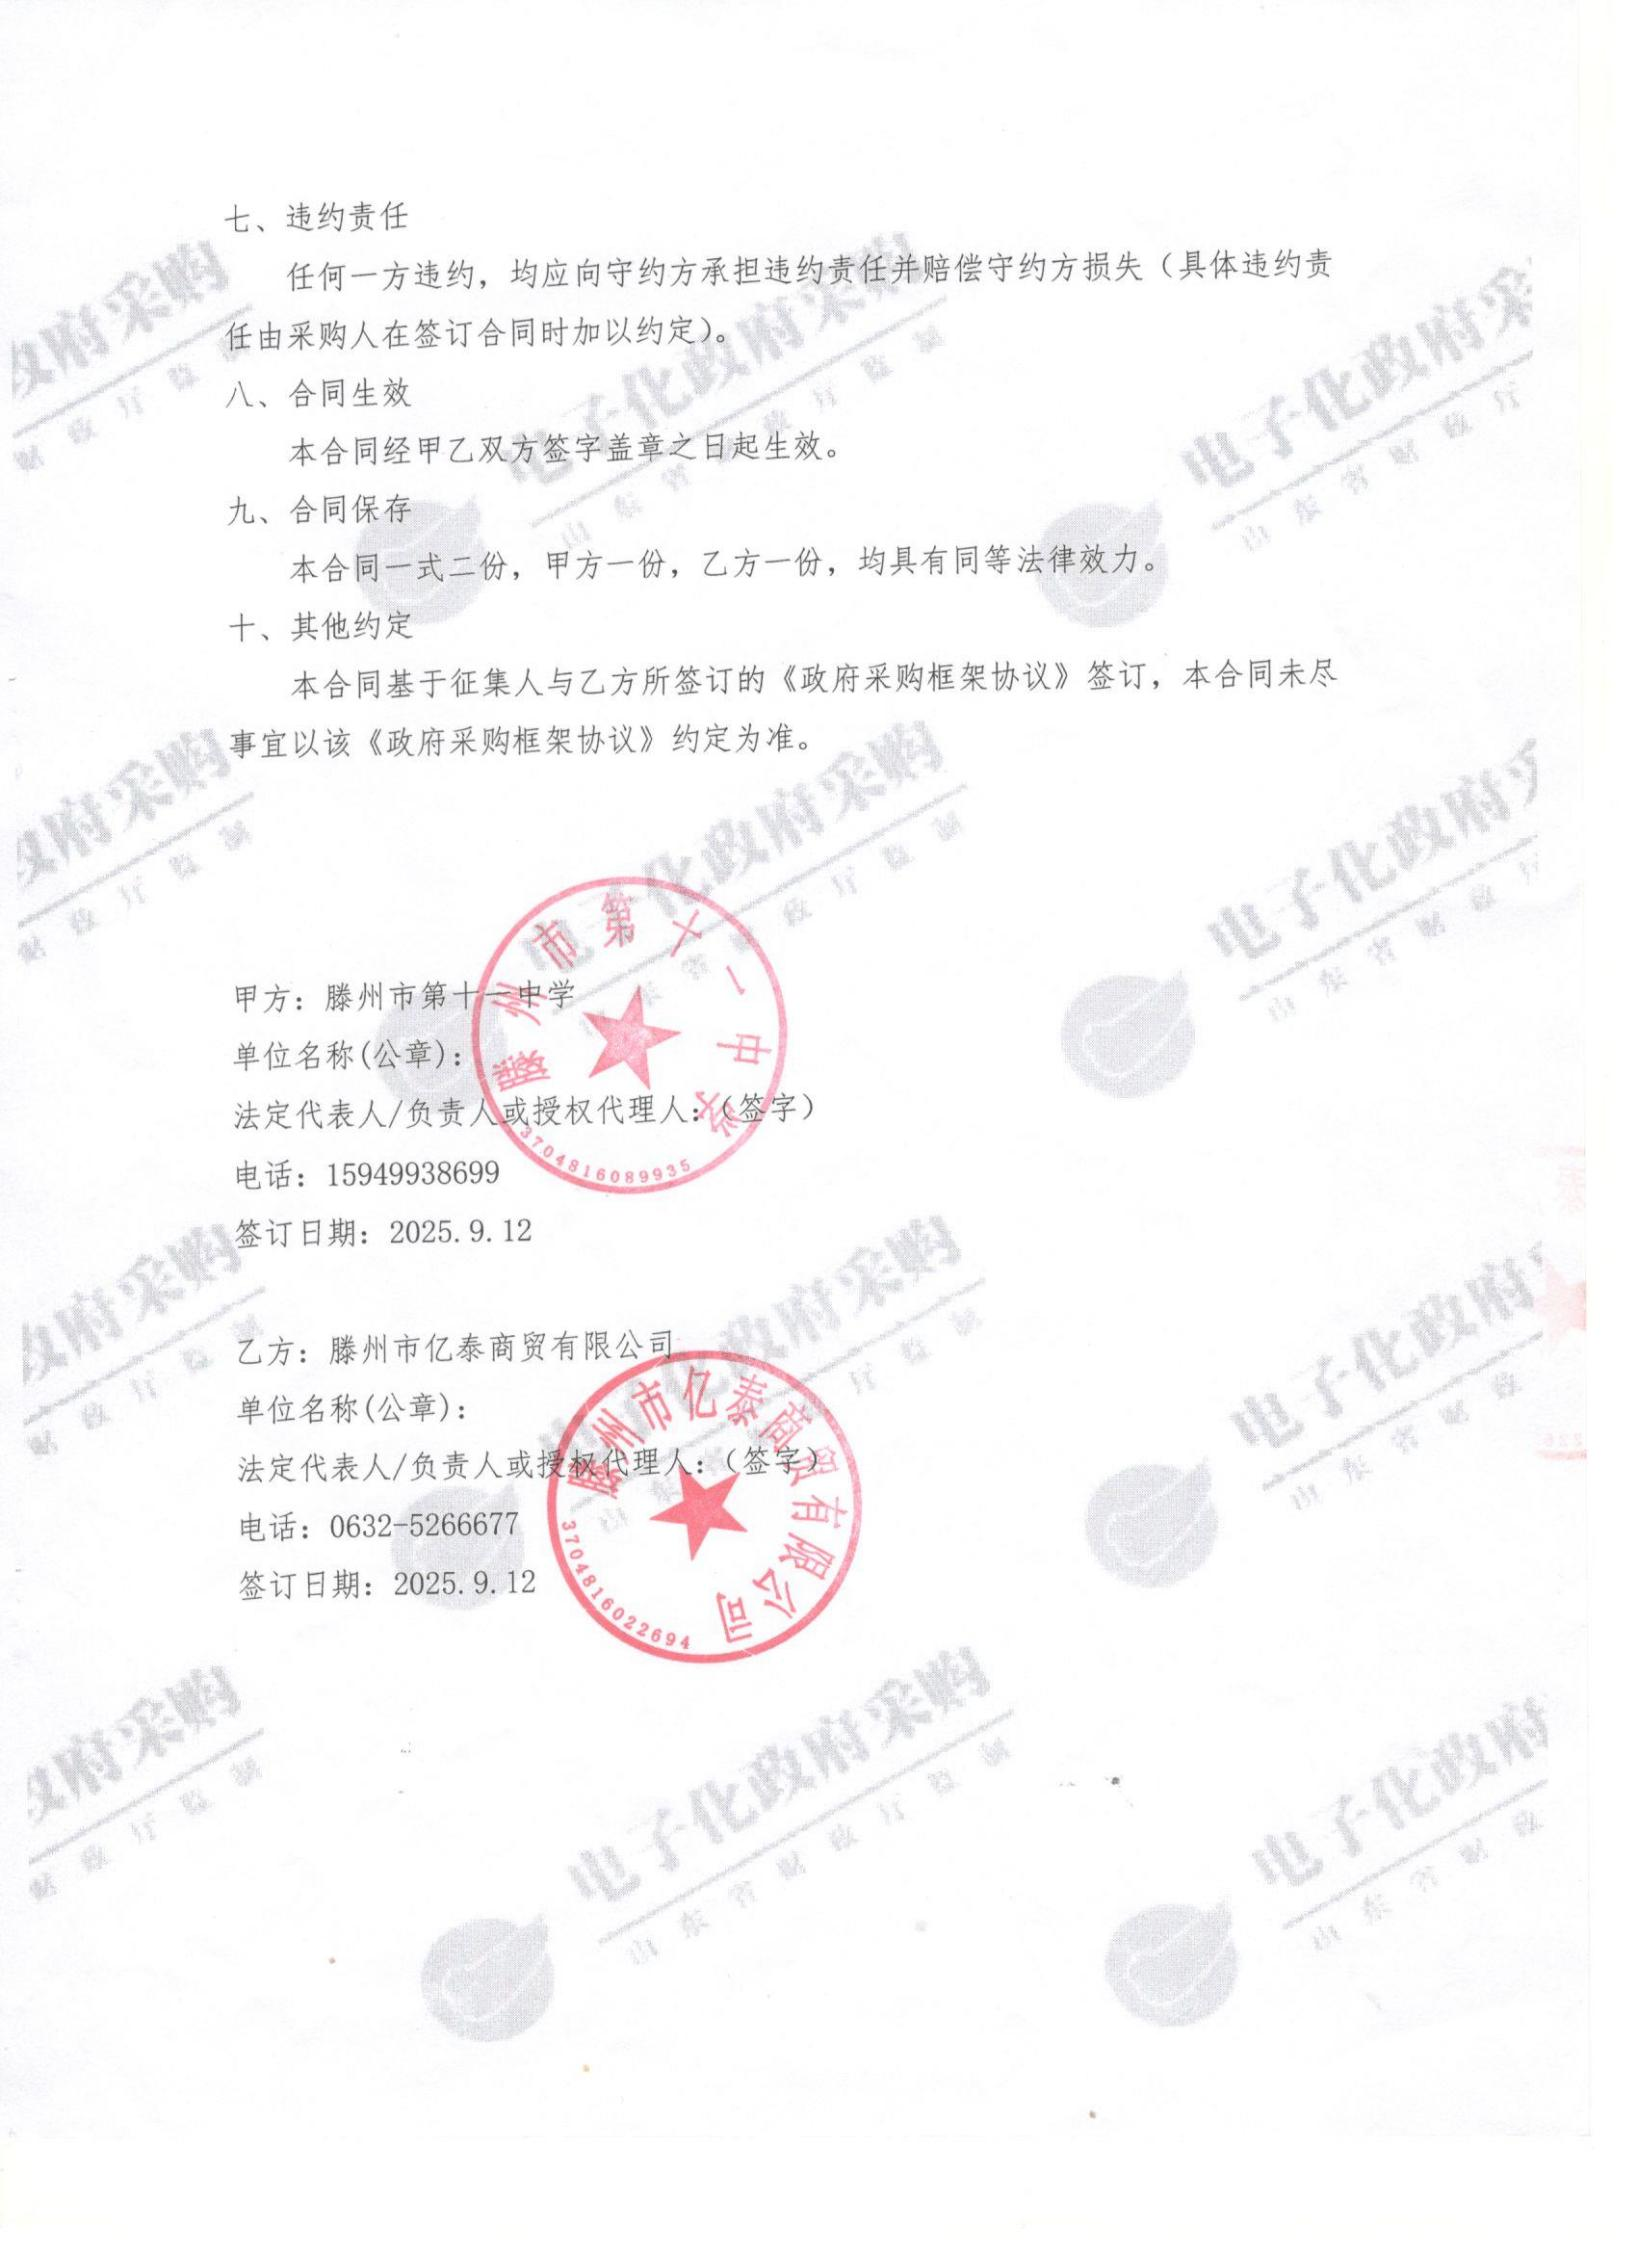 七、违约责任
任何一方违约，均应向守约方承担违约责任并赔偿守约方损失（具体违约责
任由采购人在签订合同时加以约定）。
八、合同生效
本合同经甲乙双方签字盖章之日起生效。
九、合同保存
本合同一式二份，甲方一份，乙方一份，均具有同等法律效力。
十、其他约定
本合同基于征集人与乙方所签订的《政府采购框架协议》签订，本合同未尽
事宜以该《政府采购框架协议》约定为准。
甲方：滕州市第十一中学
单位名称(公章)：
法定代表人/负责人或授权代理人：（签字）
电话：15949938699
签订日期：2025.9.12
滕州市第十一中学
3704816089935
乙方：滕州市亿泰商贸有限公司
单位名称(公章)：
法定代表人/负责人或授权代理人：（签字）
电话：0632-5266677
签订日期：2025.9.12
滕州市亿泰商贸有限公司
3704816022694
电子化政府采购
山东省财政厅监制